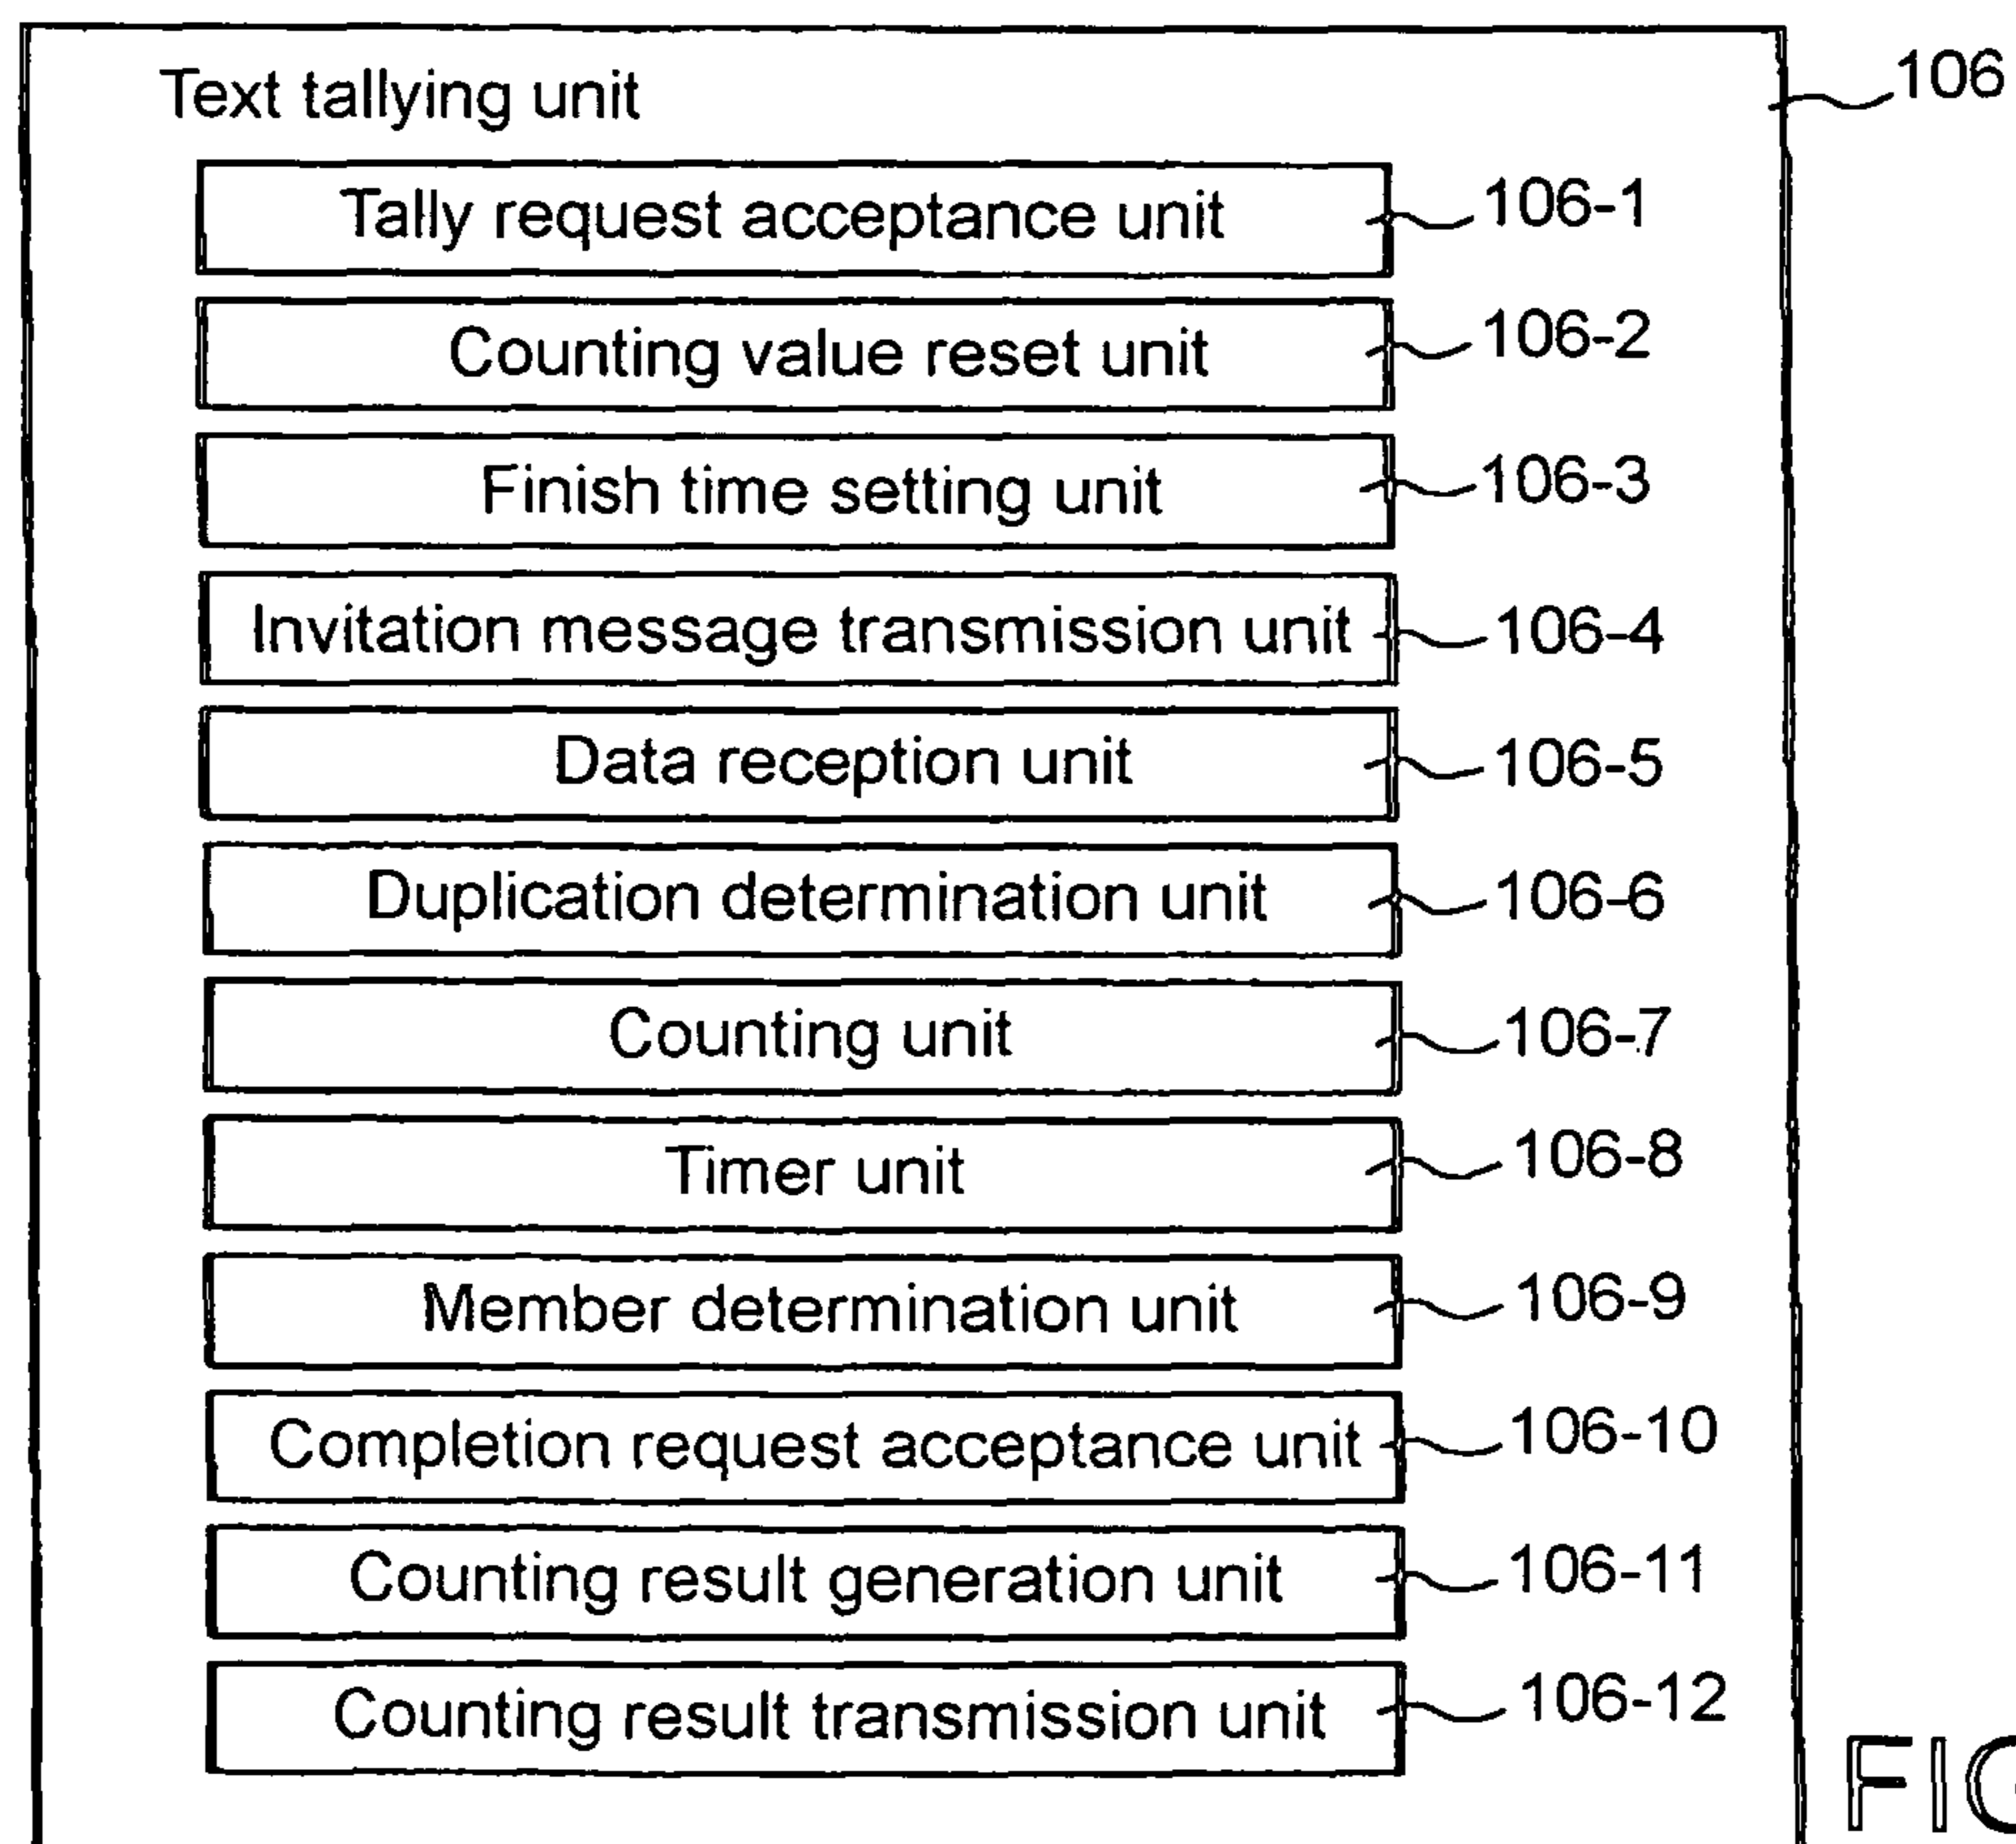 Text tallying unit
106
Tally request acceptance unit
106-1
Counting value reset unit
106-2
Finish time setting unit
106-3
Invitation message transmission unit
106-4
Data reception unit
106-5
Duplication determination unit
106-6
Counting unit
106-7
Timer unit
106-8
Member determination unit
106-9
Completion request acceptance unit
106-10
Counting result generation unit
106-11
Counting result transmission unit
106-12